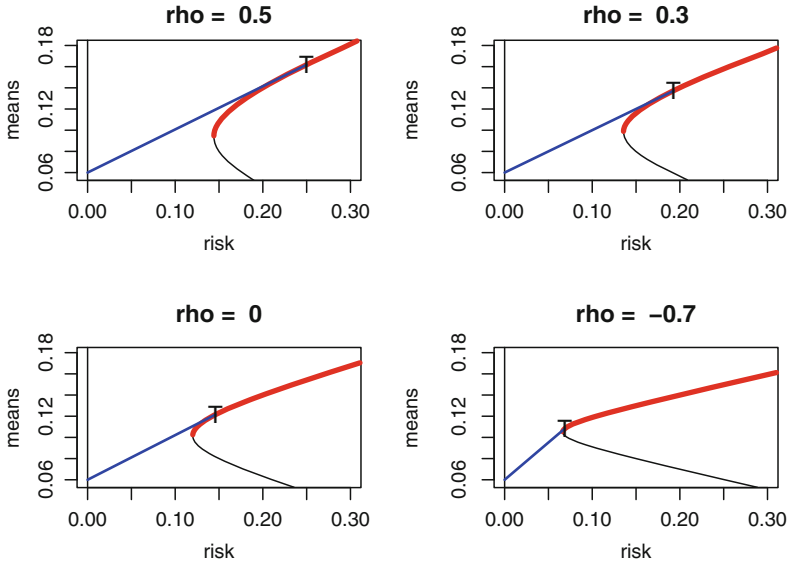 rho = 0.5
means
0.06 0.12 0.18
T
0.00 0.10 0.20 0.30
risk
rho = 0.3
means
0.06 0.12 0.18
T
0.00 0.10 0.20 0.30
risk
rho = 0
means
0.06 0.12 0.18
T
0.00 0.10 0.20 0.30
risk
rho = −0.7
means
0.06 0.12 0.18
T
0.00 0.10 0.20 0.30
risk